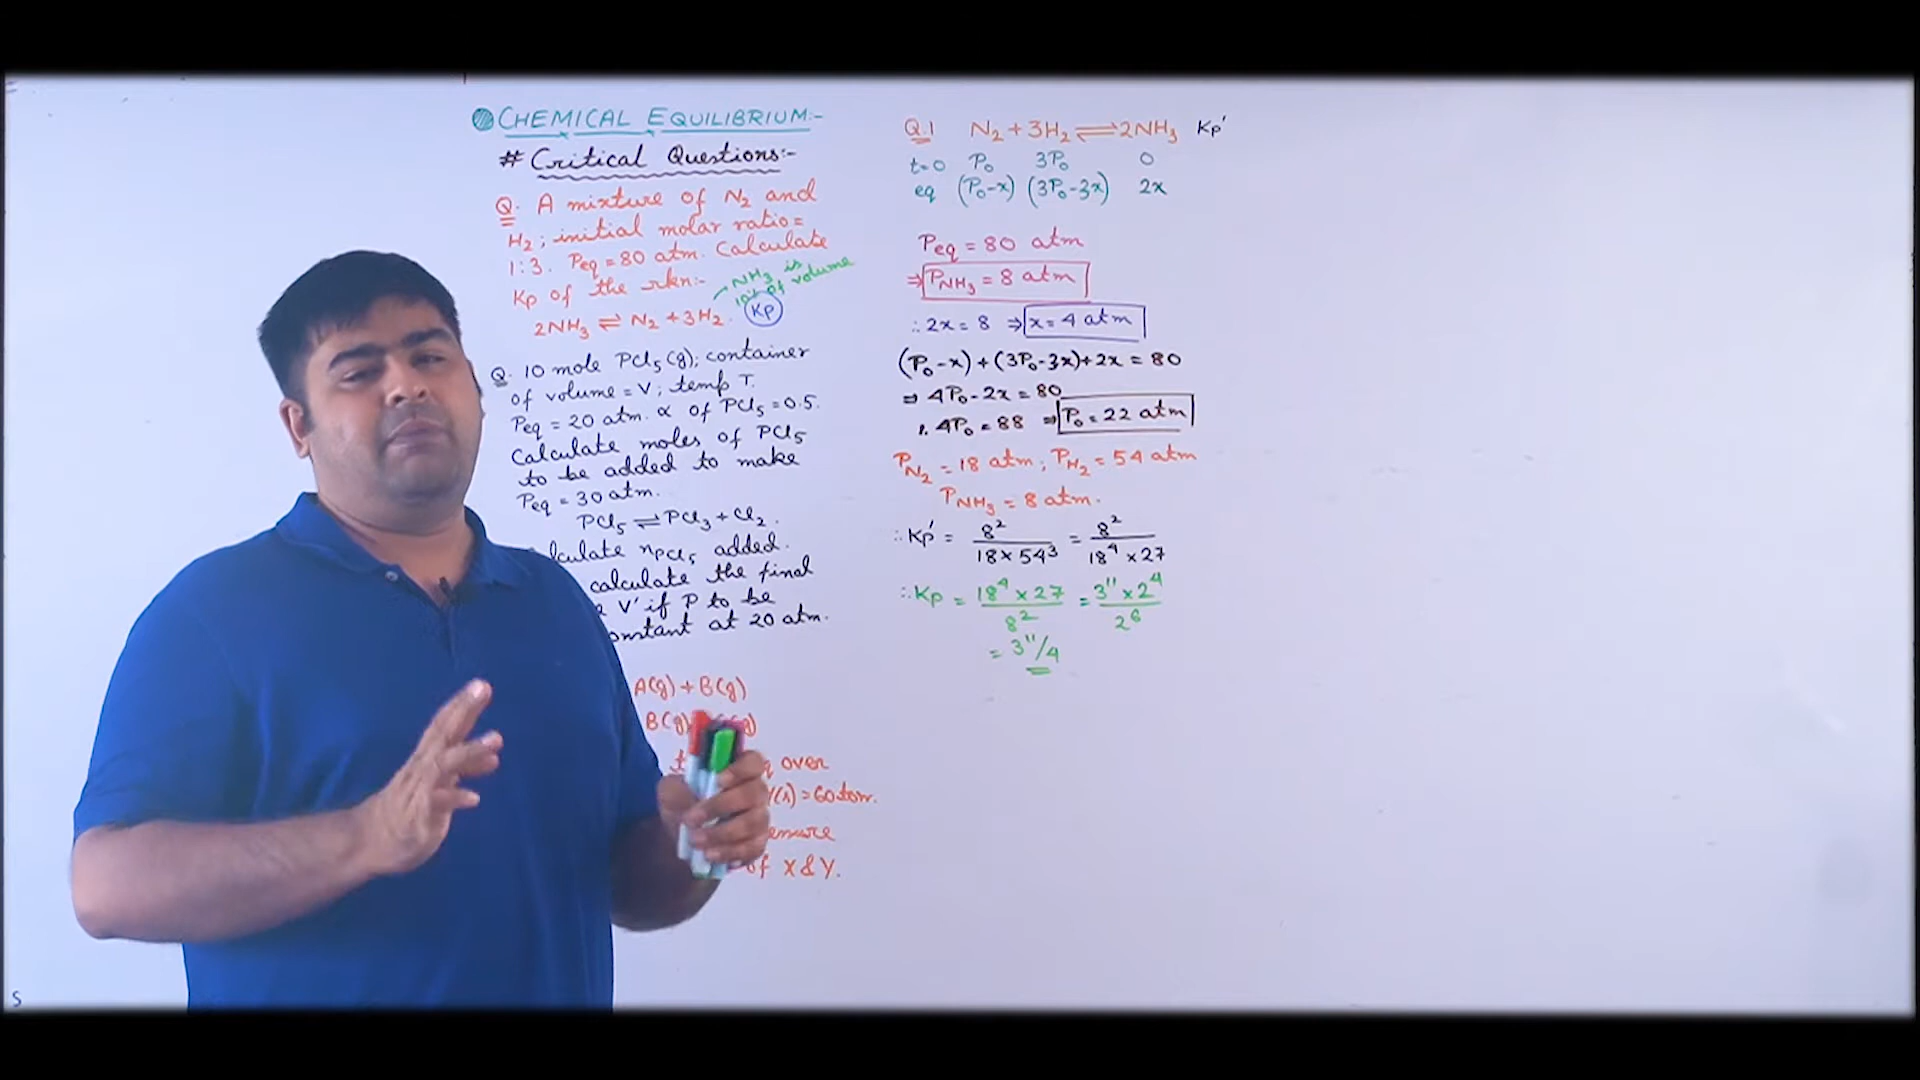 CHEMICAL EQUILIBRIUM:-
# Critical Questions:-
Q. A mixture of N₂ and
H₂; initial molar ratio=
1:3. Peq = 80 atm. Calculate
Kp of the rkn:-
→NH₃ is
10% of volume
2NH₃ ⇌ N₂ + 3H₂. Kp
Q. 10 mole PCl₅(g); container
of volume = V; temp T.
Peq = 20 atm. α of PCl₅ = 0.5.
Calculate moles of PCl₅
to be added to make
Peq = 30 atm.
PCl₅ ⇌ PCl₃ + Cl₂.
lculate nPCl₅ added.
calculate the final
V' if P to be
onstant at 20 atm.
A(g) + B(g)
B(g)
over
= 60 torr.
of X & Y.
Q.1 N₂ + 3H₂ ⇌ 2NH₃ Kp'
t=0 P₀ 3P₀ 0
eq (P₀-x) (3P₀-3x) 2x
Peq = 80 atm
⇒ PNH₃ = 8 atm
∴ 2x = 8 ⇒ x = 4 atm
(P₀-x) + (3P₀-3x) + 2x = 80
⇒ 4P₀ - 2x = 80
∴ 4P₀ = 88 ⇒ P₀ = 22 atm
PN₂ = 18 atm; PH₂ = 54 atm
PNH₃ = 8 atm.
∴ Kp' = 8²/18×54³ = 8²/18⁴×27
∴ Kp = 18⁴×27/8² = 3¹¹×2⁴/2⁶
= 3¹¹/4
S